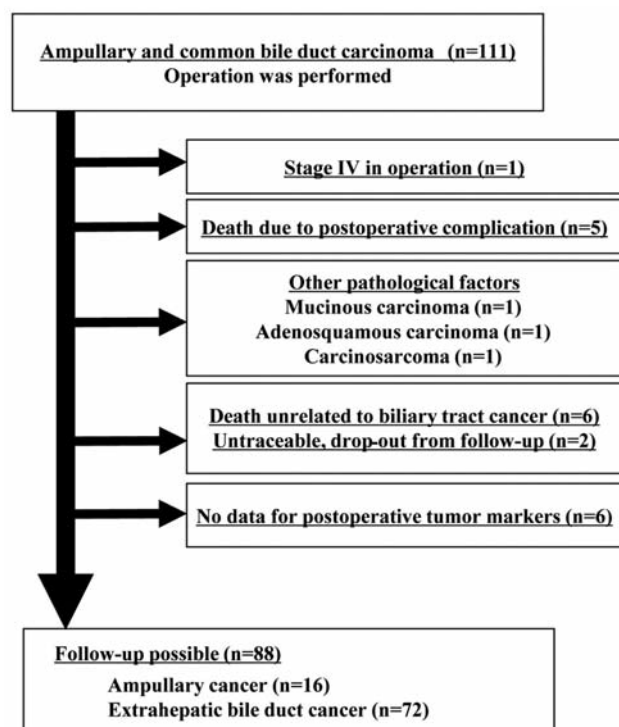 Ampullary and common bile duct carcinoma (n=111)
Operation was performed
Stage IV in operation (n=1)
Death due to postoperative complication (n=5)
Other pathological factors
Mucinous carcinoma (n=1)
Adenosquamous carcinoma (n=1)
Carcinosarcoma (n=1)
Death unrelated to biliary tract cancer (n=6)
Untraceable, drop-out from follow-up (n=2)
No data for postoperative tumor markers (n=6)
Follow-up possible (n=88)
Ampullary cancer (n=16)
Extrahepatic bile duct cancer (n=72)